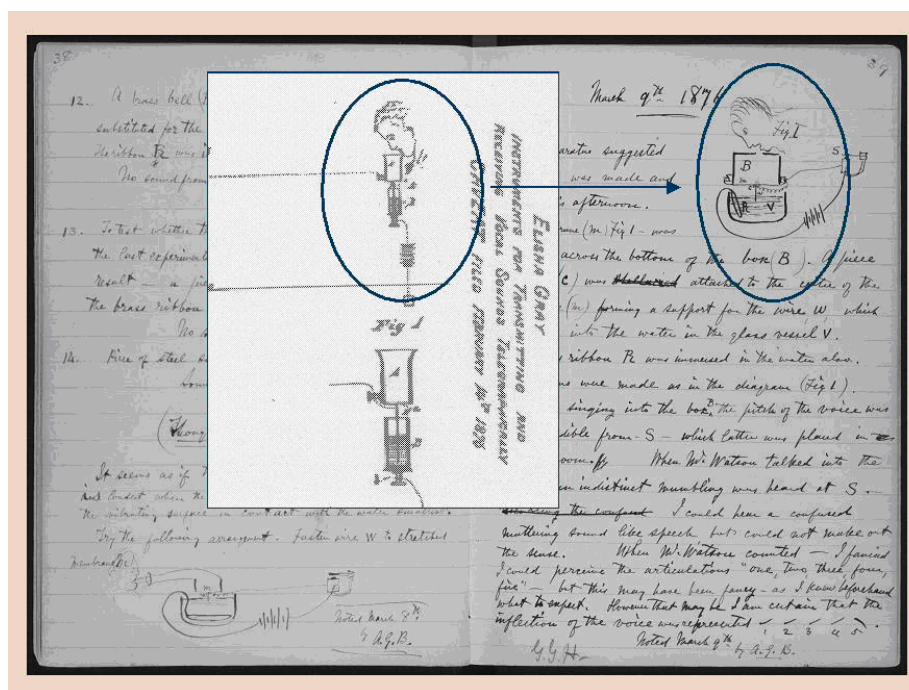 38
12. A brass bell
substituted for the
ribbon R was
No sound from
13. To test whether
the last experiment
result - a
the brass ribbon
No
14. Piece of steel
(Thoug
It seems as if
the vibrating surface in contact with the water smaller.
Try the following arrangement. Fasten wire W to stretched
membrane
Noted March 8th
by A.G.B.
ELISHA GRAY
INSTRUMENTS FOR TRANSMITTING AND
RECEIVING VOCAL SOUNDS TELEGRAPHICALLY
CAVEAT FILED FEBRUARY 14th 1876
Fig 1
39
March 9th 1876
Fig. 1
B
S
V
aratus suggested
was made and
afternoon.
(m) Fig 1 - was
across the bottom of the box (B). A piece
was attached to the centre of the
(m) forming a support for the wire W, which
into the water in the glass vessel V.
ribbon R was immersed in the water also.
were made as in the diagram (Fig 1).
singing into the box B, the pitch of the voice was
dible from - S - which latter was placed in
room. When Mr. Watson talked into the
an indistinct mumbling was heard at S.
I could hear a confused
muttering sound like speech but could not make out
the sense. When Mr. Watson counted - I fancied
I could perceive the articulations "one, two, three, four,
five" - but this may have been fancy - as I knew beforehand
what to expect. However that may be I am certain that the
inflection of the voice was represented
1 2 3 4 5
G.G.H. Noted March 9th by A.G.B.